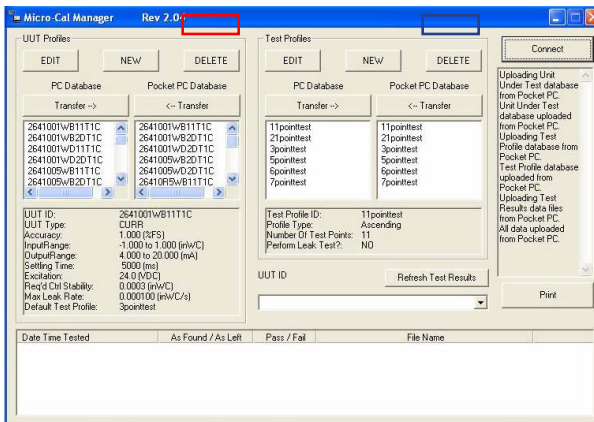 Micro-Cal Manager Rev 2.04
UUT Profiles
EDIT NEW DELETE
PC Database Pocket PC Database
Transfer --> <-- Transfer
2641001WB11T1C 2641001WB11T1C
2641001WB2DT1C 2641001WB2DT1C
2641001WD11T1C 2641001WD2DT1C
2641001WD2DT1C 2641005WB2DT1C
2641005WB11T1C 2641005WD2DT1C
2641005WB2DT1C 26410R5WB11T1C
UUT ID: 2641001WB11T1C
UUT Type: CURR
Accuracy: 1.000 (%FS)
InputRange: -1.000 to 1.000 (inWC)
OutputRange: 4.000 to 20.000 (mA)
Settling Time: 5000 (ms)
Excitation: 24.0 (VDC)
Req'd Ctrl Stability: 0.0003 (inWC)
Max Leak Rate: 0.000100 (inWC/s)
Default Test Profile: 3pointtest
Test Profiles
EDIT NEW DELETE
PC Database Pocket PC Database
Transfer --> <-- Transfer
11pointtest 11pointtest
21pointtest 21pointtest
3pointtest 3pointtest
5pointtest 5pointtest
6pointtest 6pointtest
7pointtest 7pointtest
Test Profile ID: 11pointtest
Profile Type: Ascending
Number Of Test Points: 11
Perform Leak Test?: NO
UUT ID Refresh Test Results
Connect
Uploading Unit
Under Test database
from Pocket PC.
Unit Under Test
database uploaded
from Pocket PC.
Uploading Test
Profile database from
Pocket PC.
Test Profile database
uploaded from
Pocket PC.
Uploading Test
Results data files
from Pocket PC.
All data uploaded
from Pocket PC.
Print
Date Time Tested As Found / As Left Pass / Fail File Name